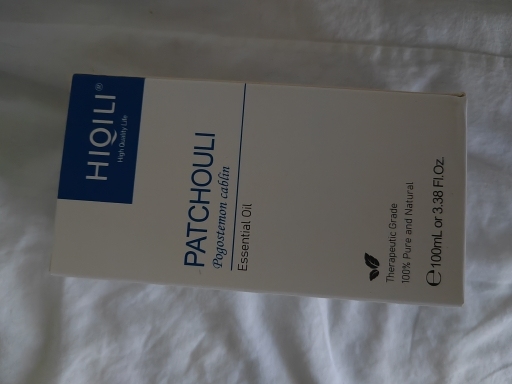 HIQILI®
High Quality Life
PATCHOULI
Pogostemon cablin
Essential Oil
Therapeutic Grade
100% Pure and Natural
℮100mL or 3.38 Fl.Oz.